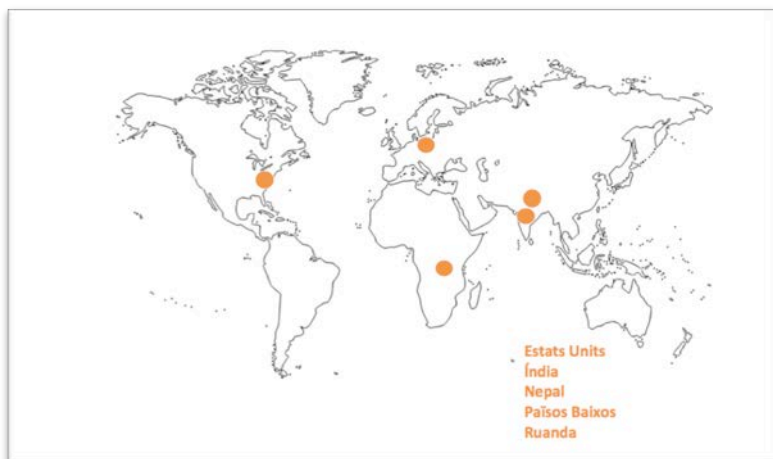 Estats Units
Índia
Nepal
Països Baixos
Ruanda